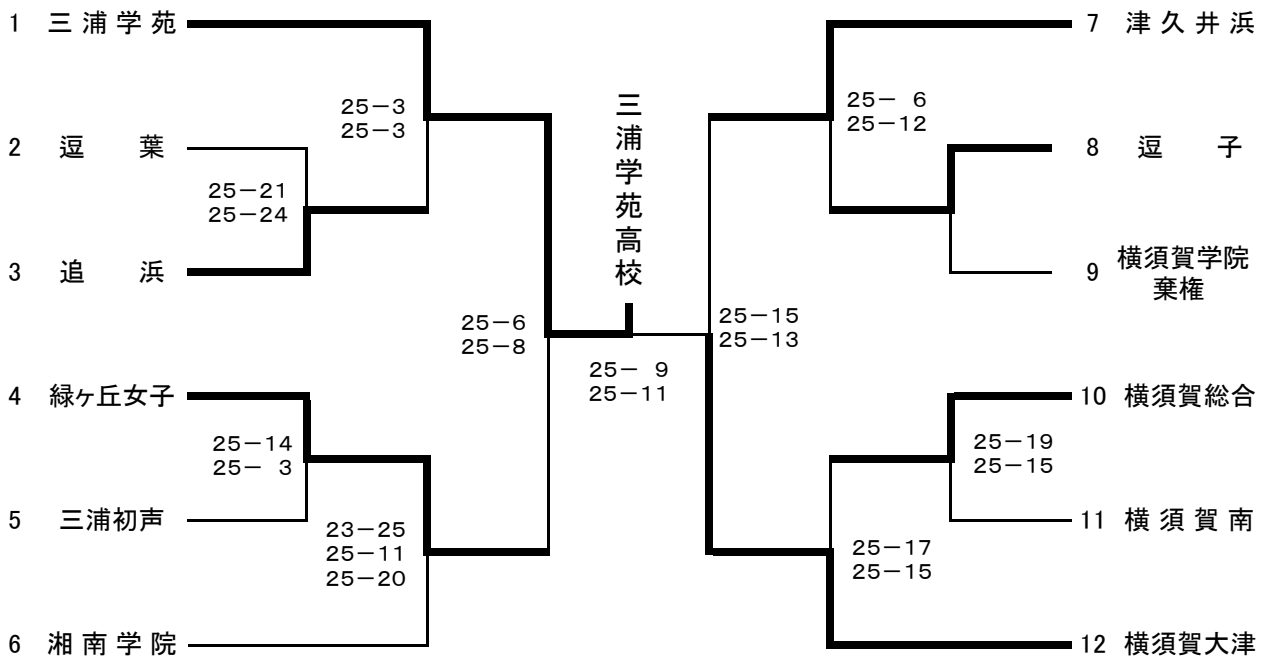 1 三浦学苑
25－3
25－3
2 逗葉
25－21
25－24
3 追浜
25－6
25－8
4 緑ヶ丘女子
25－14
25－ 3
5 三浦初声
23－25
25－11
25－20
6 湘南学院
三浦学苑高校
25－ 9
25－11
7 津久井浜
25－ 6
25－12
8 逗子
9 横須賀学院
棄権
25－15
25－13
10 横須賀総合
25－19
25－15
11 横須賀南
25－17
25－15
12 横須賀大津